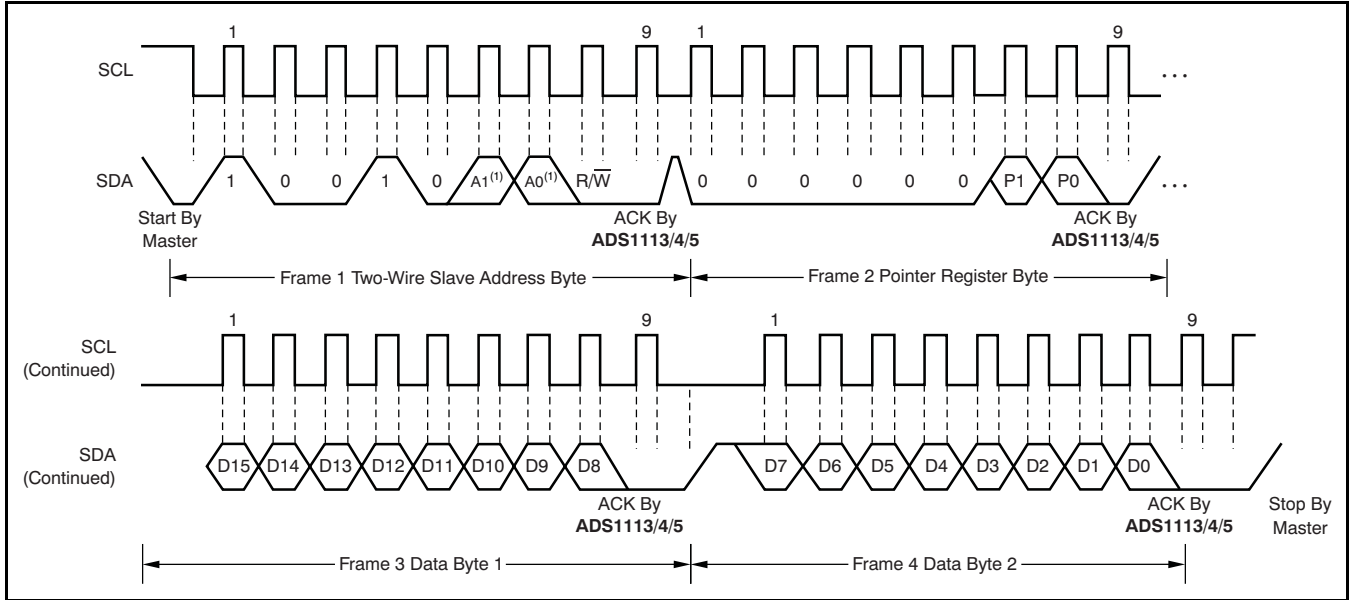 1 9 1 9
SCL ...
SDA 1 0 0 1 0 A1(1) A0(1) R/W̅ 0 0 0 0 0 0 P1 P0 ...
Start By Master
ACK By ADS1113/4/5
ACK By ADS1113/4/5
Frame 1 Two-Wire Slave Address Byte
Frame 2 Pointer Register Byte
1 9 1 9
SCL (Continued)
SDA (Continued)
D15 D14 D13 D12 D11 D10 D9 D8 D7 D6 D5 D4 D3 D2 D1 D0
ACK By ADS1113/4/5
ACK By ADS1113/4/5
Stop By Master
Frame 3 Data Byte 1
Frame 4 Data Byte 2